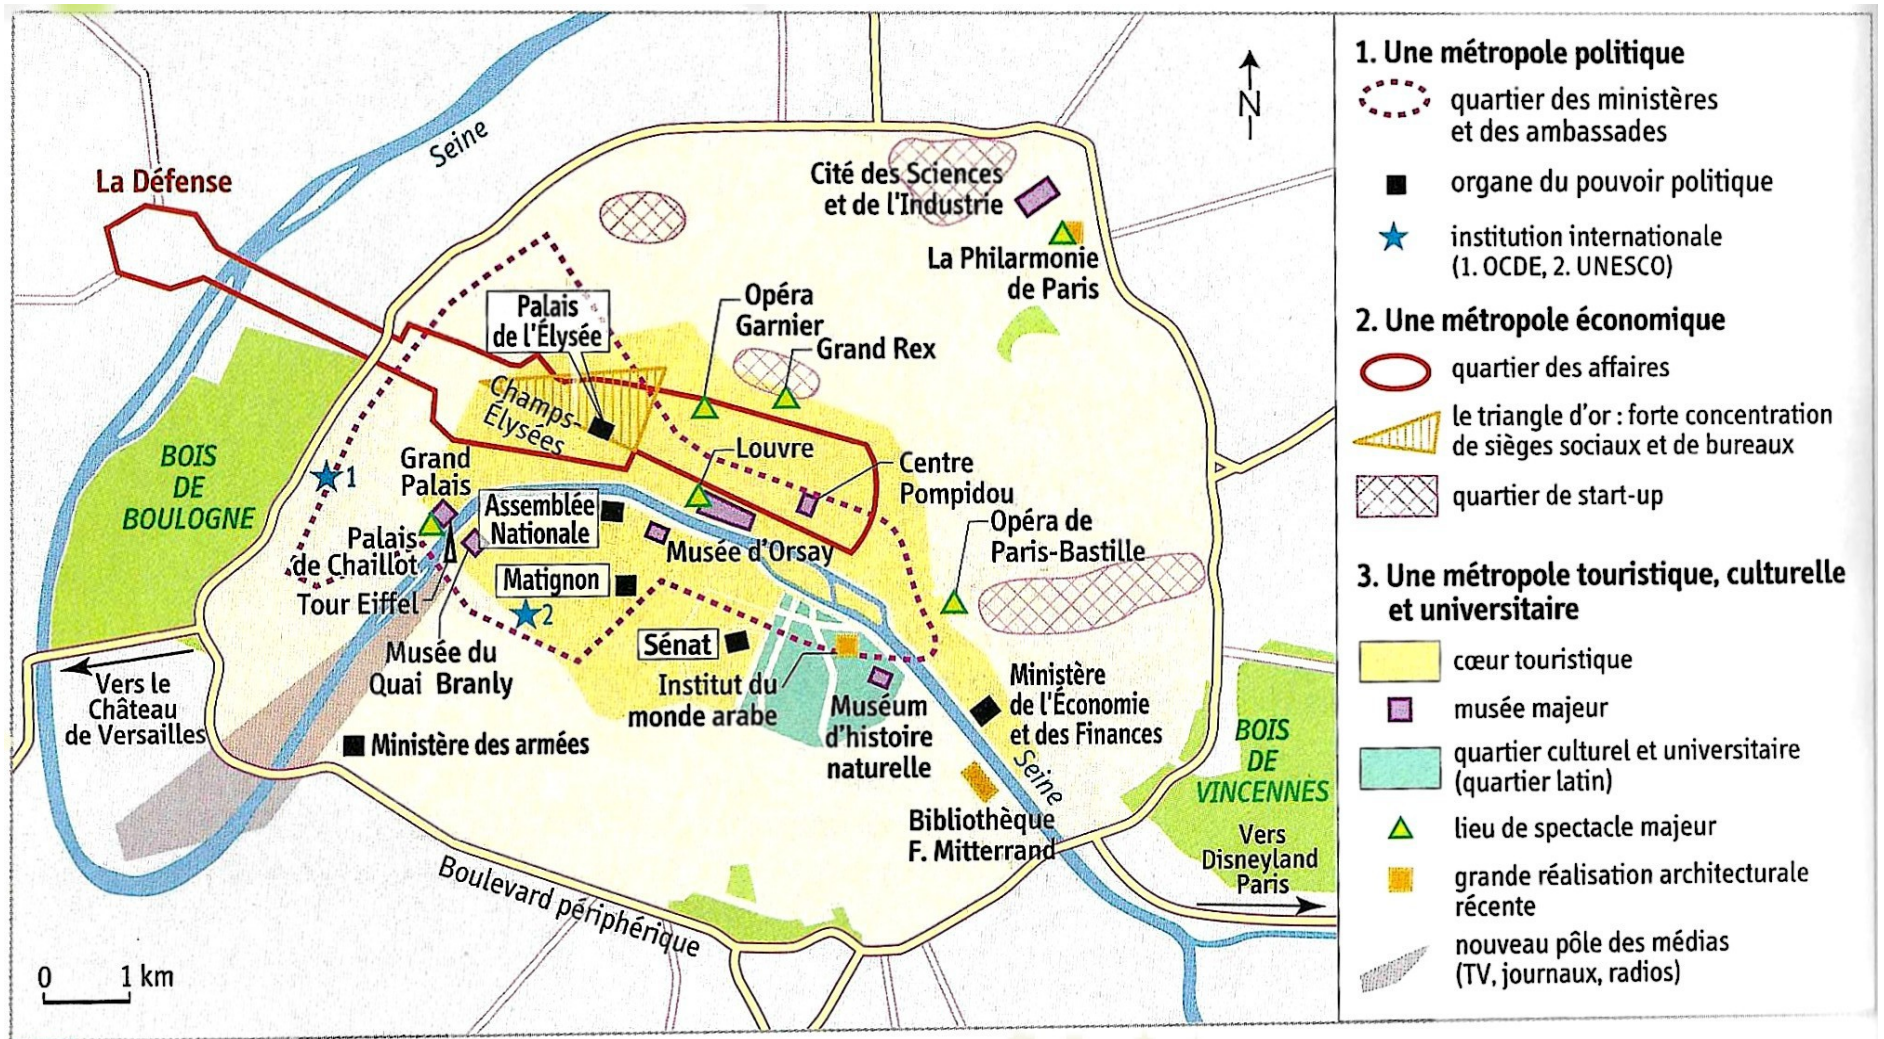 La Défense
Seine
N
Cité des Sciences
et de l'Industrie
La Philarmonie
de Paris
Palais
de l'Élysée
Opéra
Garnier
Grand Rex
Champs-
Élysées
BOIS
DE
BOULOGNE
1
Grand
Palais
Louvre
Centre
Pompidou
Assemblée
Nationale
Palais
de Chaillot
Musée d'Orsay
Opéra de
Paris-Bastille
Matignon
Tour Eiffel
2
Sénat
Musée du
Quai Branly
Institut du
monde arabe
Muséum
d'histoire
naturelle
Ministère
de l'Économie
et des Finances
Vers le
Château
de Versailles
Ministère des armées
Seine
BOIS
DE
VINCENNES
Bibliothèque
F. Mitterrand
Vers
Disneyland
Paris
Boulevard périphérique
0 1 km
1. Une métropole politique
quartier des ministères
et des ambassades
organe du pouvoir politique
institution internationale
(1. OCDE, 2. UNESCO)
2. Une métropole économique
quartier des affaires
le triangle d'or : forte concentration
de sièges sociaux et de bureaux
quartier de start-up
3. Une métropole touristique, culturelle
et universitaire
cœur touristique
musée majeur
quartier culturel et universitaire
(quartier latin)
lieu de spectacle majeur
grande réalisation architecturale
récente
nouveau pôle des médias
(TV, journaux, radios)